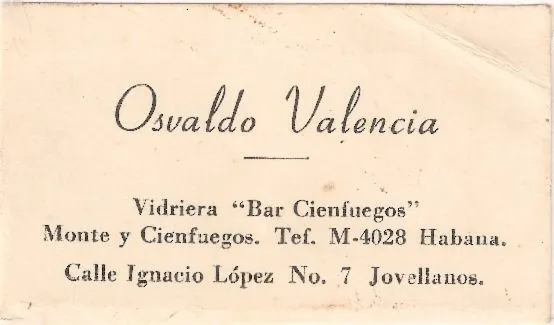 Osvaldo Valencia
Vidriera "Bar Cienfuegos"
Monte y Cienfuegos. Tef. M-4028 Habana.
Calle Ignacio López No. 7 Jovellanos.